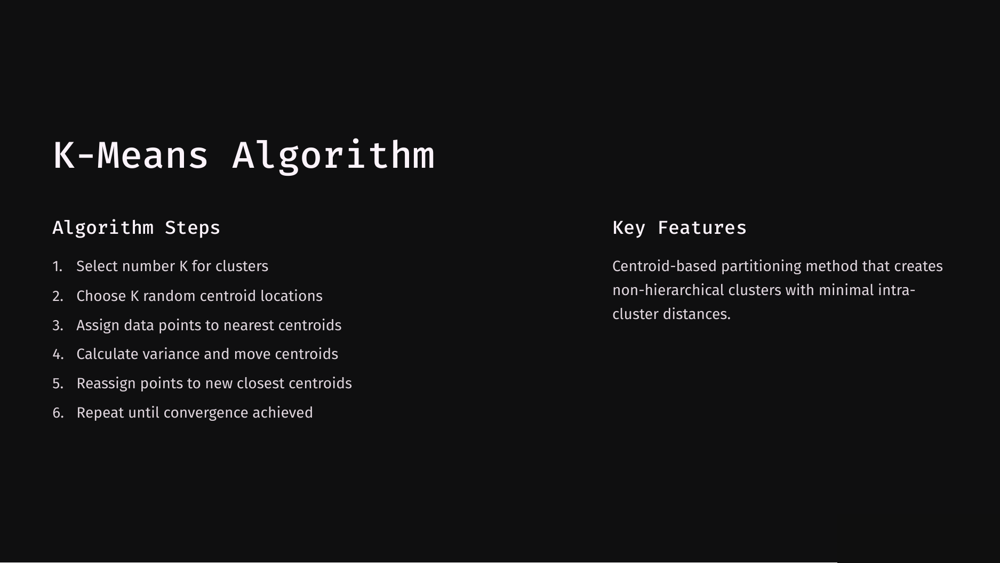 K-Means Algorithm
Algorithm Steps
1. Select number K for clusters
2. Choose K random centroid locations
3. Assign data points to nearest centroids
4. Calculate variance and move centroids
5. Reassign points to new closest centroids
6. Repeat until convergence achieved
Key Features
Centroid-based partitioning method that creates
non-hierarchical clusters with minimal intra-
cluster distances.